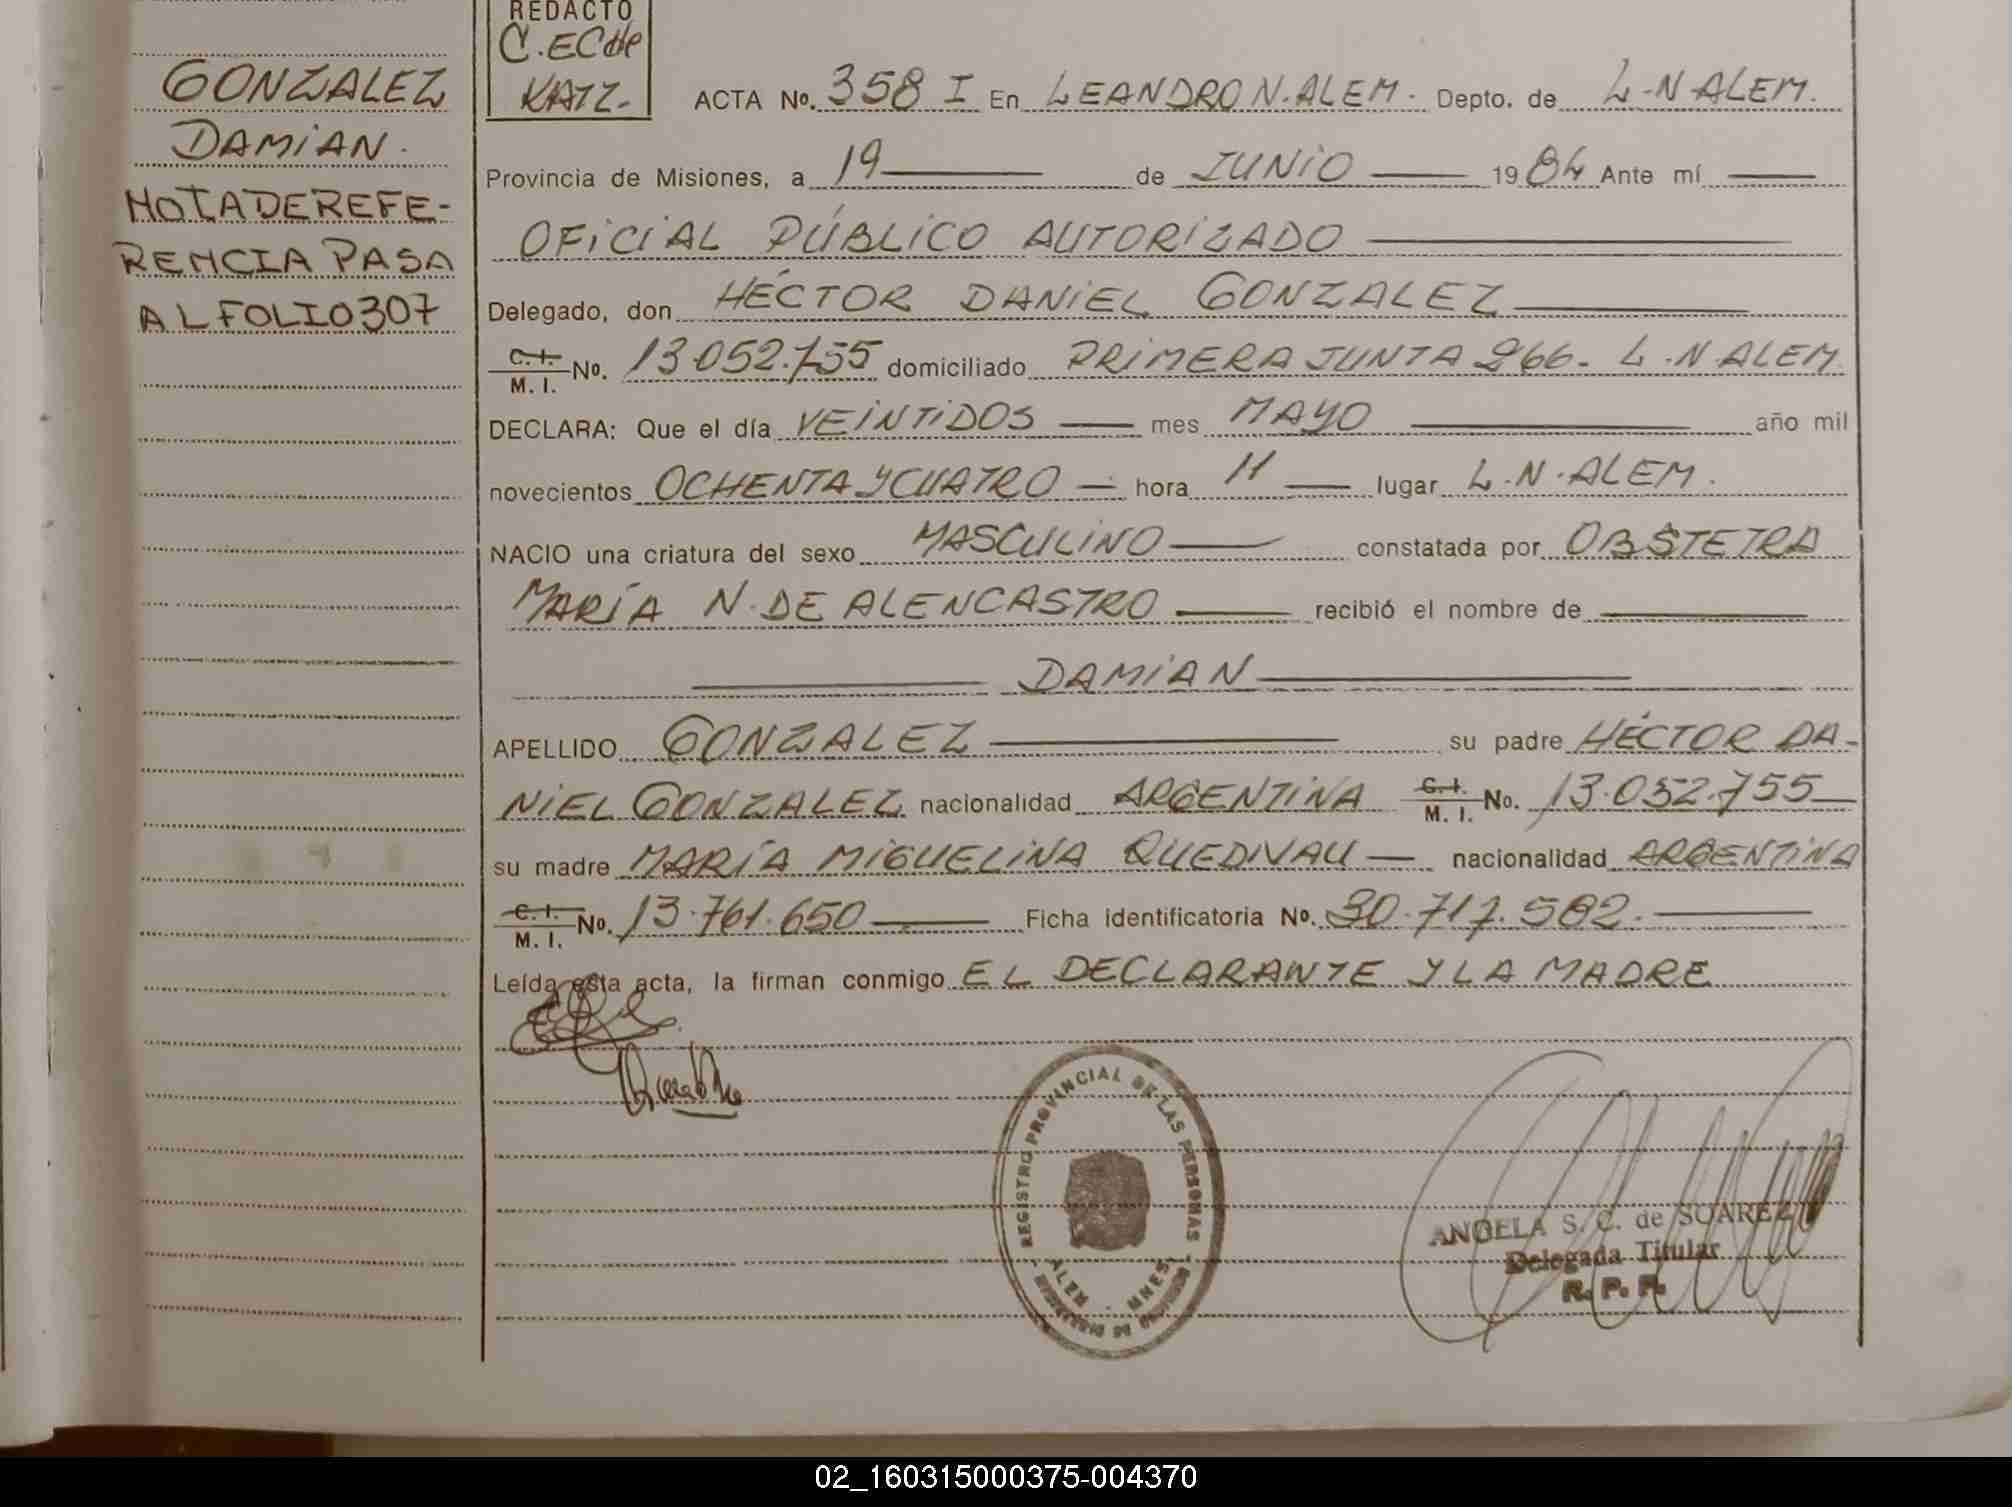 GONZALEZ
DAMIAN.
NOTA DE REFE-
RENCIA PASA
AL FOLIO 307
REDACTO
C. EC de
KATZ.-
ACTA No. 358 I En LEANDRO N. ALEM. Depto. de L.N ALEM.
Provincia de Misiones, a 19 de JUNIO 1984 Ante mí
OFICIAL PÚBLICO AUTORIZADO
Delegado, don HÉCTOR DANIEL GONZALEZ
C. I. M. I. No. 13.052.755 domiciliado PRIMERA JUNTA 266. L.N.ALEM.
DECLARA: Que el día VEINTIDOS mes MAYO año mil
novecientos OCHENTA Y CUATRO hora 11 lugar L.N.ALEM.
NACIO una criatura del sexo MASCULINO constatada por OBSTETRA
MARÍA N. DE ALENCASTRO recibió el nombre de
DAMIAN
APELLIDO GONZALEZ su padre HÉCTOR DA-
NIEL GONZALEZ nacionalidad ARGENTINA C. I. M. I. No. 13.052.755
su madre MARÍA MIGUELINA QUEDIVAU nacionalidad ARGENTINA
C. I. M. I. No. 13.761.650 Ficha identificatoria No. 30.717.582.
Leída esta acta, la firman conmigo EL DECLARANTE Y LA MADRE
REGISTRO PROVINCIAL DE LAS PERSONAS
ALEM - MNES
ANGELA S. C. de SUAREZ
Delegada Titular
R. P. P.
02_160315000375-004370